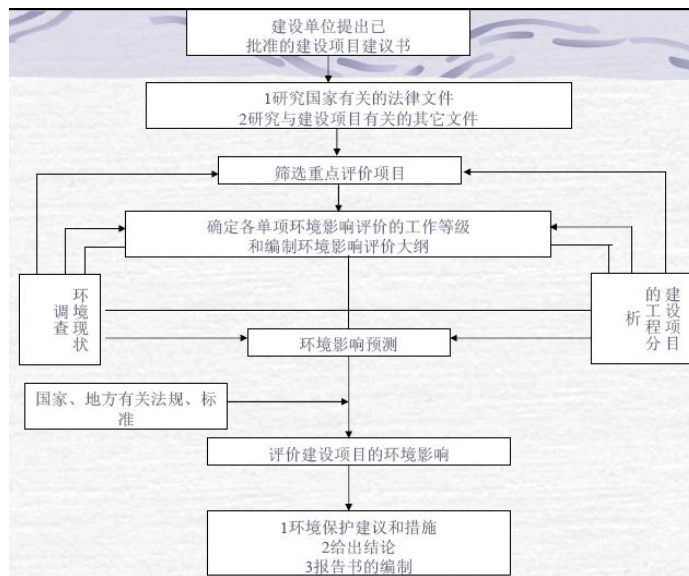 建设单位提出已
批准的建设项目建议书
1研究国家有关的法律文件
2研究与建设项目有关的其它文件
筛选重点评价项目
确定各单项环境影响评价的工作等级
和编制环境影响评价大纲
环境现状
调查
建设项目
的工程分
析
环境影响预测
国家、地方有关法规、标
准
评价建设项目的环境影响
1环境保护建议和措施
2给出结论
3报告书的编制